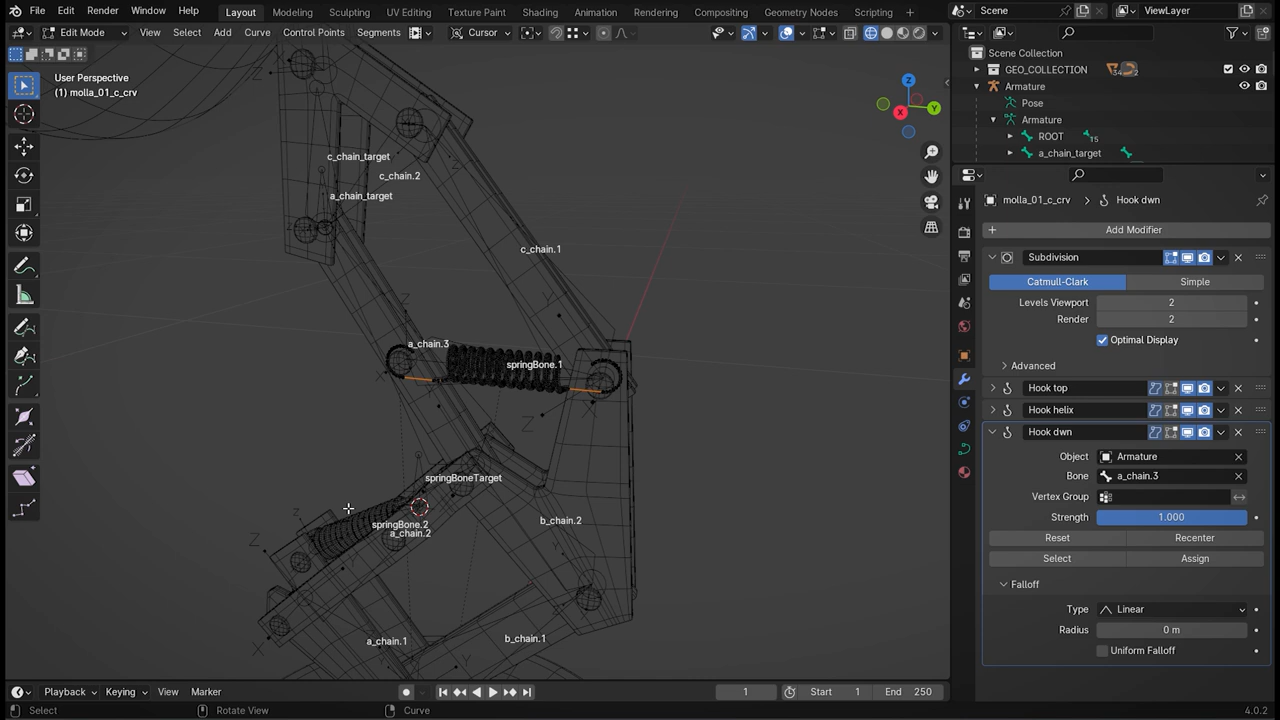 File Edit Render Window Help Layout Modeling Sculpting UV Editing Texture Paint Shading Animation Rendering Compositing Geometry Nodes Scripting + Scene ViewLayer
Edit Mode View Select Add Curve Control Points Segments Cursor
User Perspective
(1) molla_01_c_crv
Z
Y
X
c_chain_target
c_chain.2
a_chain_target
c_chain.1
a_chain.3
springBone.1
springBoneTarget
springBone.2
a_chain.2
b_chain.2
a_chain.1
b_chain.1
Scene Collection
GEO_COLLECTION 34 2
Armature
Pose
Armature
ROOT 15
a_chain_target
molla_01_c_crv > Hook dwn
+ Add Modifier
Subdivision
Catmull-Clark Simple
Levels Viewport 2
Render 2
Optimal Display
Advanced
Hook top
Hook helix
Hook dwn
Object Armature
Bone a_chain.3
Vertex Group
Strength 1.000
Reset Recenter
Select Assign
Falloff
Type Linear
Radius 0 m
Uniform Falloff
Playback Keying View Marker 1 Start 1 End 250
Select Rotate View Curve 4.0.2